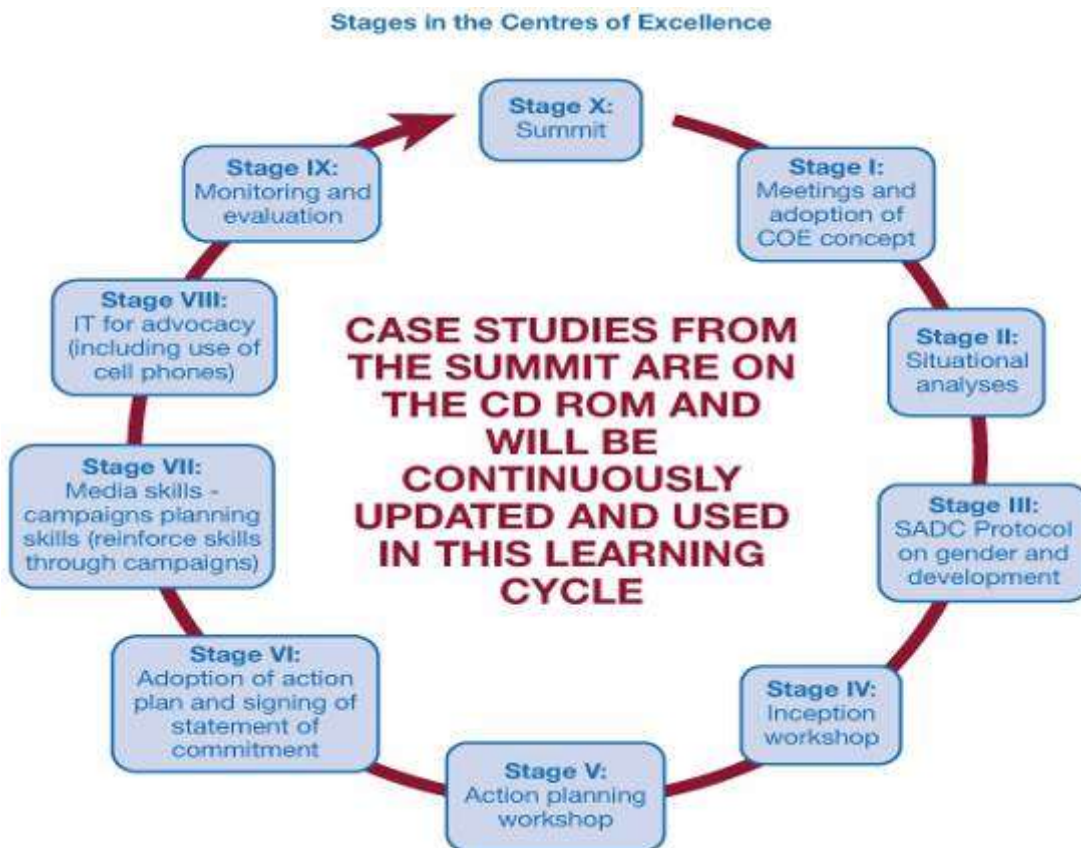 Stages in the Centres of Excellence
Stage X:
Summit
Stage I:
Meetings and
adoption of
COE concept
Stage II:
Situational
analyses
Stage III:
SADC Protocol
on gender and
development
Stage IV:
Inception
workshop
Stage V:
Action planning
workshop
Stage VI:
Adoption of action
plan and signing of
statement of
commitment
Stage VII:
Media skills -
campaigns planning
skills (reinforce skills
through campaigns)
Stage VIII:
IT for advocacy
(including use of
cell phones)
Stage IX:
Monitoring and
evaluation
CASE STUDIES FROM
THE SUMMIT ARE ON
THE CD ROM AND
WILL BE
CONTINUOUSLY
UPDATED AND USED
IN THIS LEARNING
CYCLE